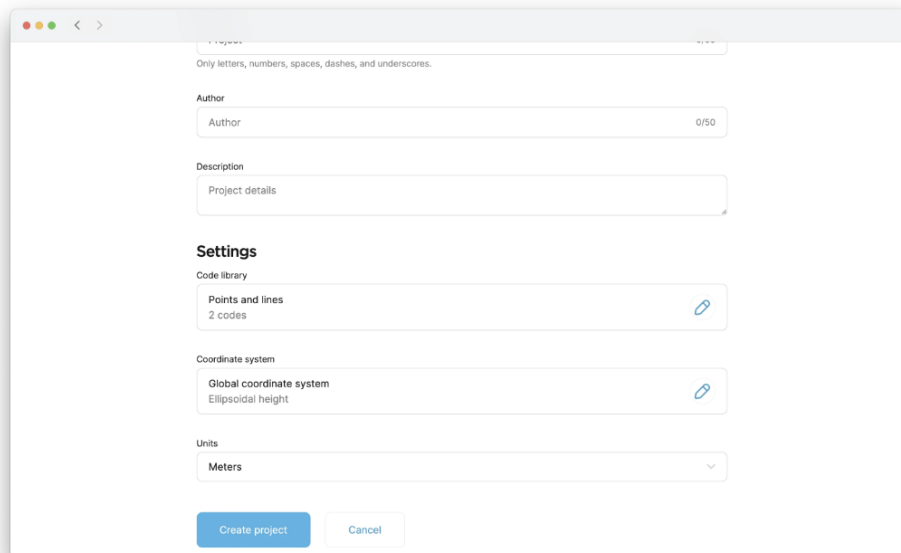 Only letters, numbers, spaces, dashes, and underscores.
Author
Author 0/50
Description
Project details
Settings
Code library
Points and lines
2 codes
Coordinate system
Global coordinate system
Ellipsoidal height
Units
Meters
Create project Cancel